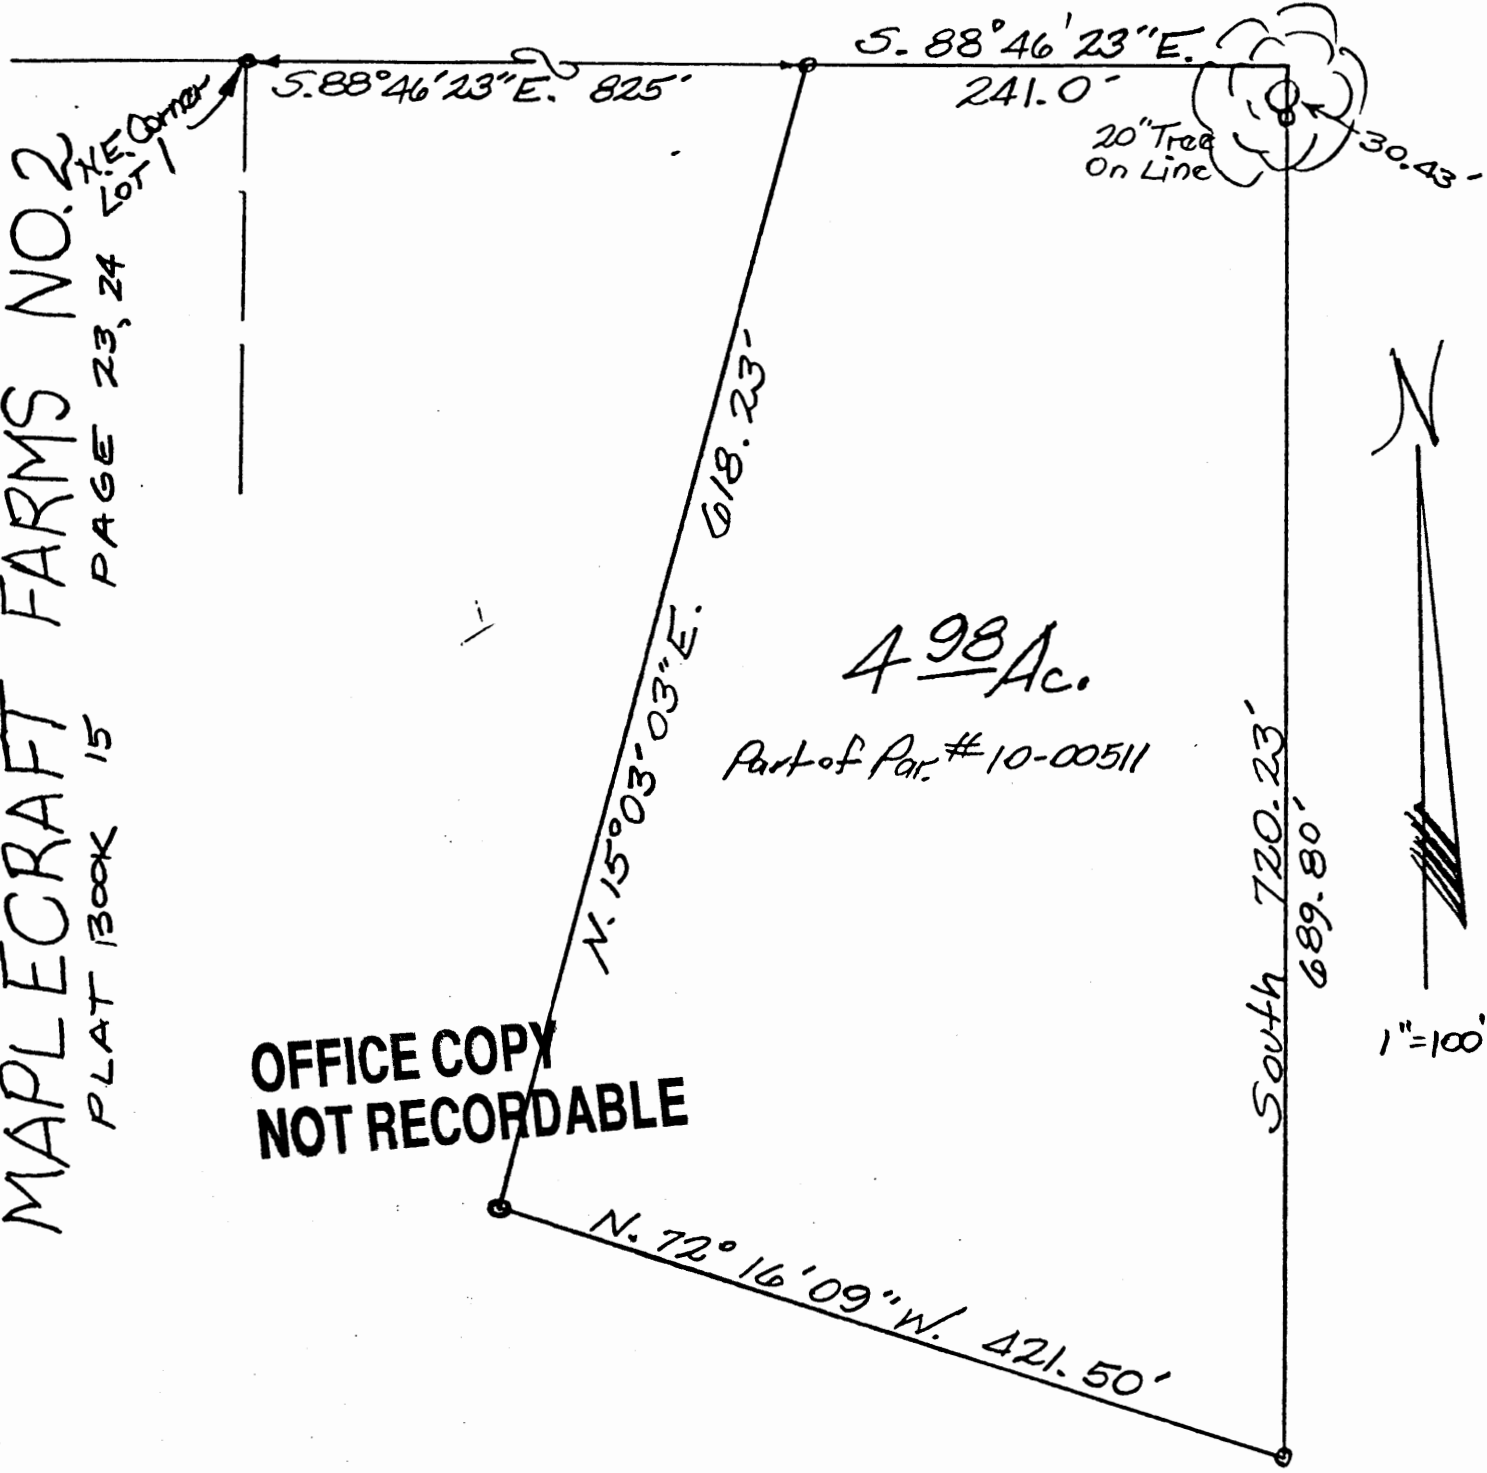 S. 88°46'23"E.
241.0'
S.88°46'23"E. 825'
N.E. Corner
LOT 1
20" Tree
On Line
30.43'
MAPLECRAFT FARMS NO. 2
PLAT BOOK 15 PAGE 23, 24
N
1"=100'
N. 15°03'03"E. 618.23'
4 98 Ac.
Part of Par. # 10-00511
South 720.23'
689.80'
OFFICE COPY
NOT RECORDABLE
N. 72° 16' 09" W. 421.50'